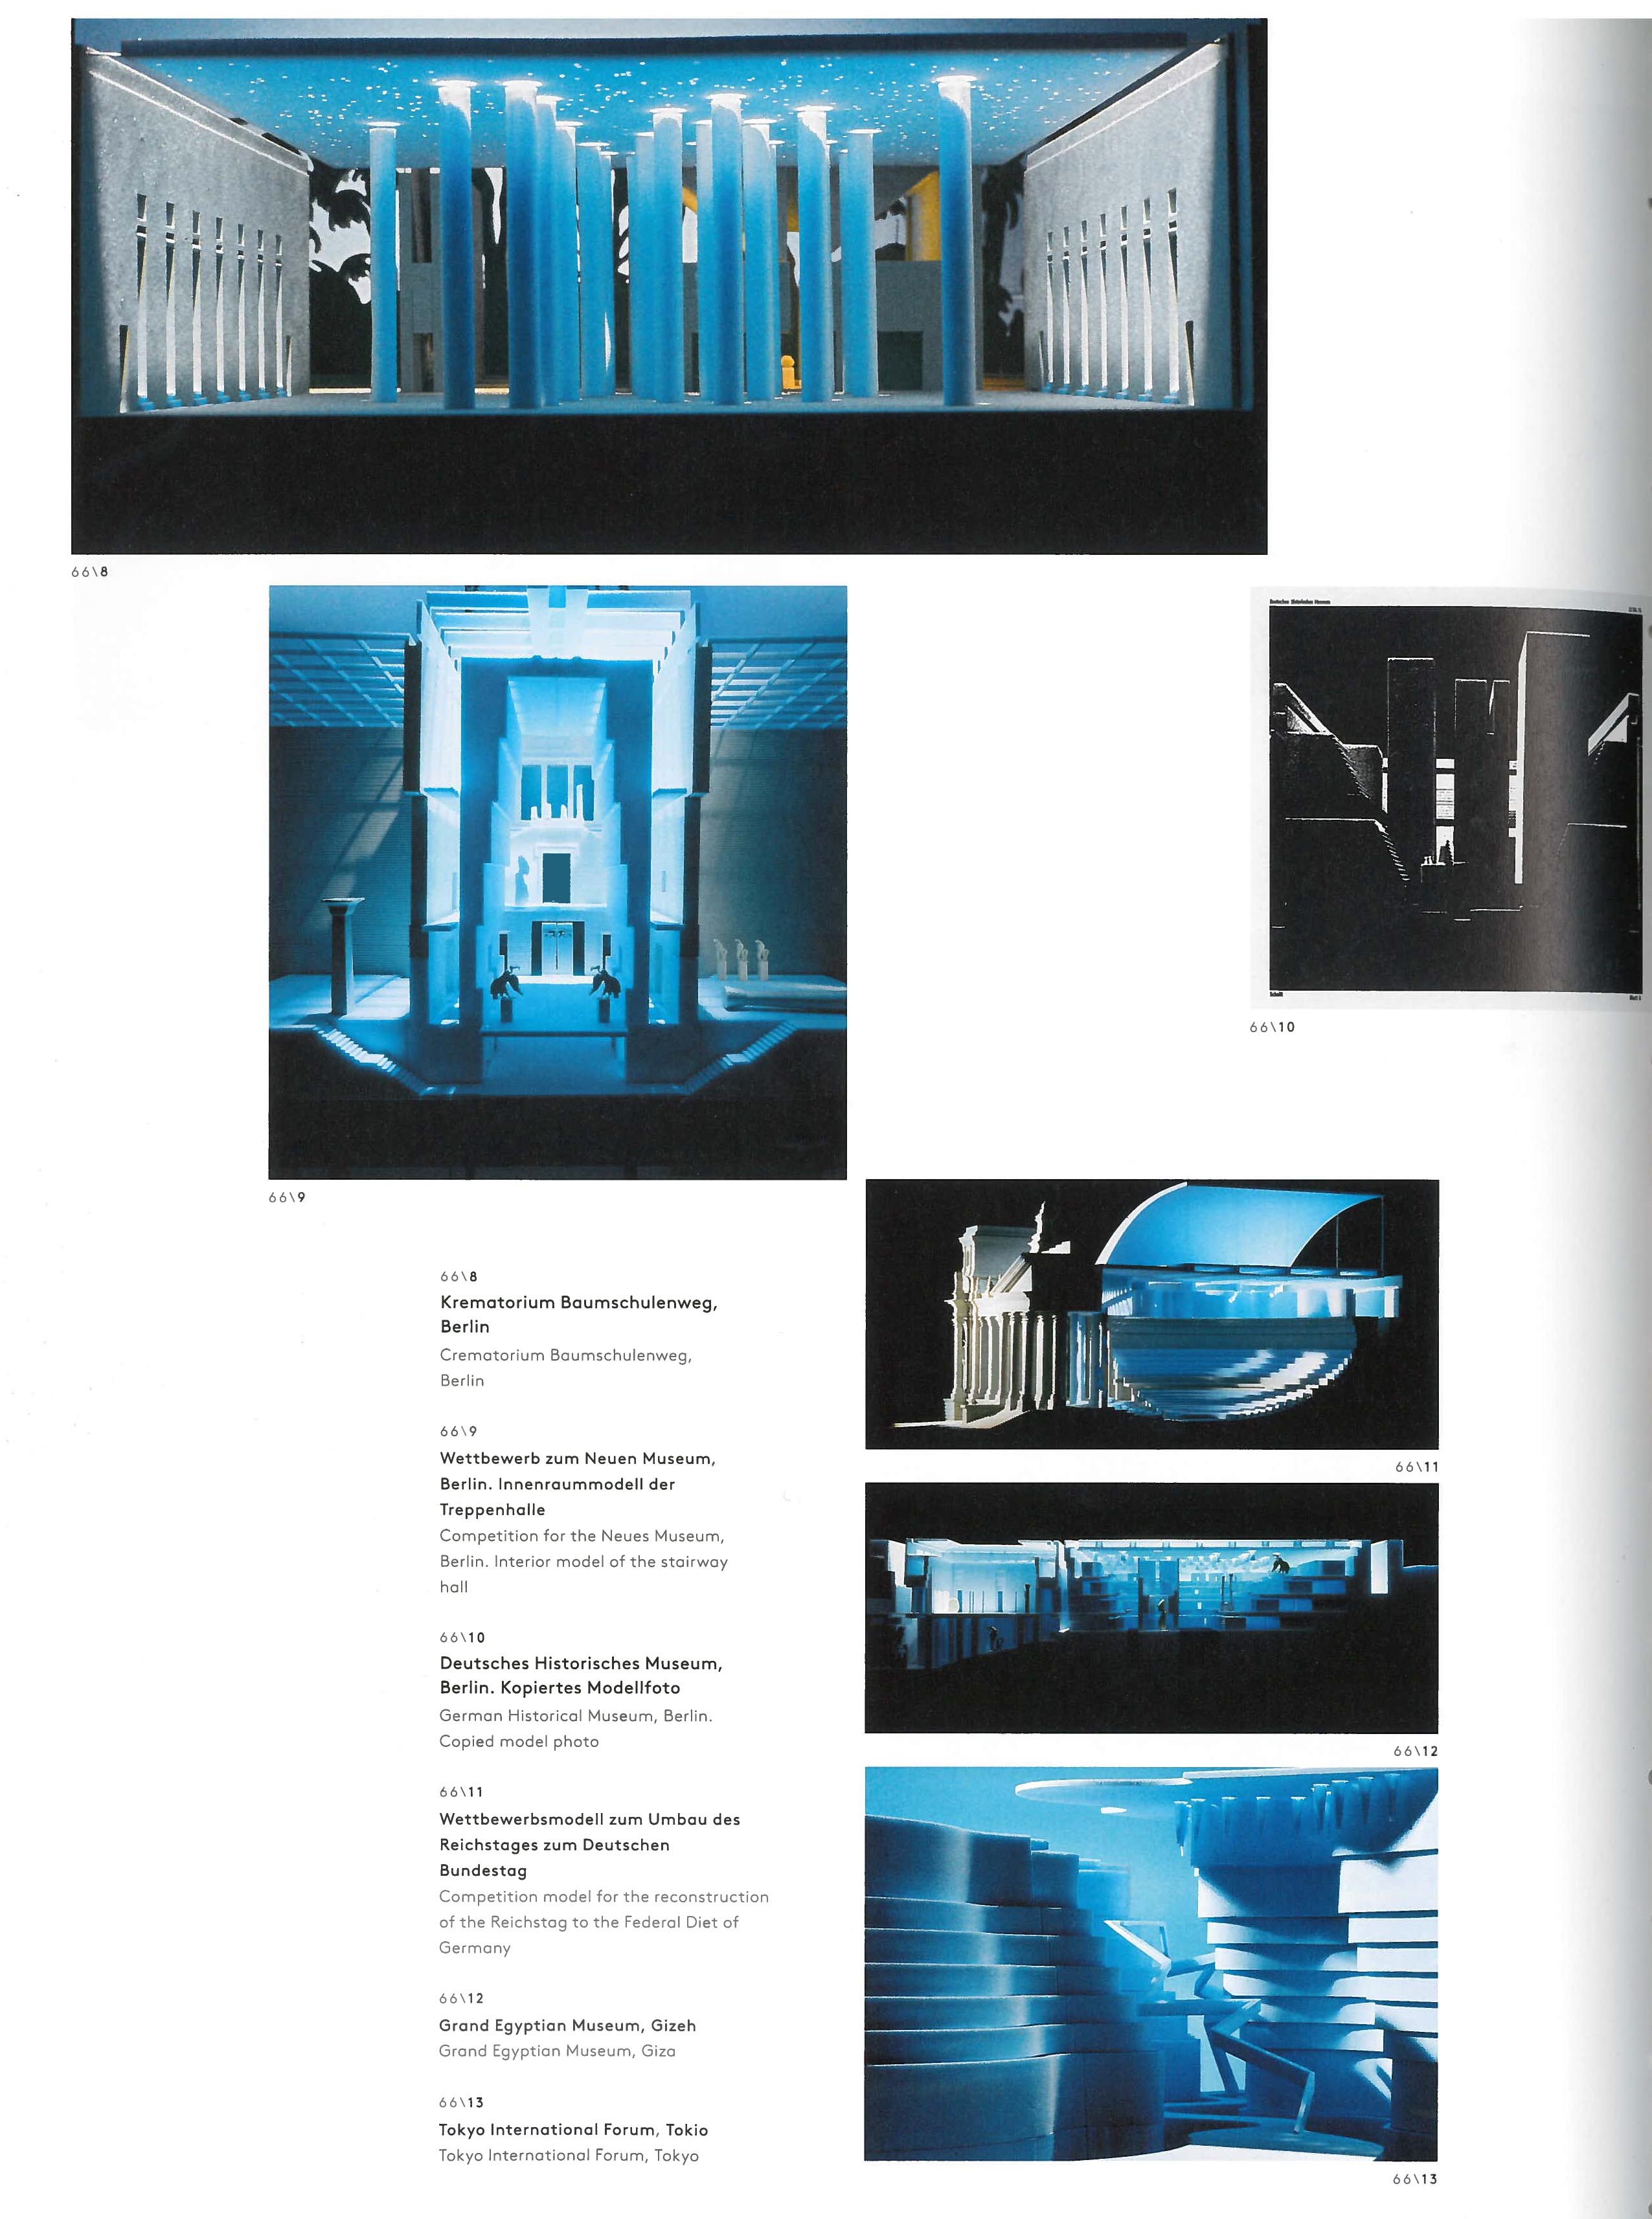 66\8
66\9
Deutsches Historisches Museum
Schnitt
Blatt 5
66\10
66\8
Krematorium Baumschulenweg,
Berlin
Crematorium Baumschulenweg,
Berlin
66\9
Wettbewerb zum Neuen Museum,
Berlin. Innenraummodell der
Treppenhalle
Competition for the Neues Museum,
Berlin. Interior model of the stairway
hall
66\10
Deutsches Historisches Museum,
Berlin. Kopiertes Modellfoto
German Historical Museum, Berlin.
Copied model photo
66\11
Wettbewerbsmodell zum Umbau des
Reichstages zum Deutschen
Bundestag
Competition model for the reconstruction
of the Reichstag to the Federal Diet of
Germany
66\12
Grand Egyptian Museum, Gizeh
Grand Egyptian Museum, Giza
66\13
Tokyo International Forum, Tokio
Tokyo International Forum, Tokyo
66\11
66\12
66\13